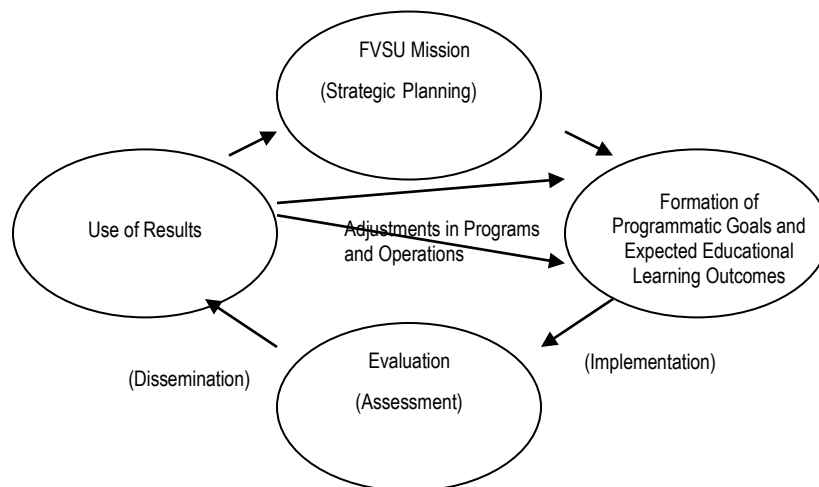 FVSU Mission
(Strategic Planning)
Use of Results
Adjustments in Programs
and Operations
Formation of
Programmatic Goals and
Expected Educational
Learning Outcomes
(Dissemination)
Evaluation
(Assessment)
(Implementation)